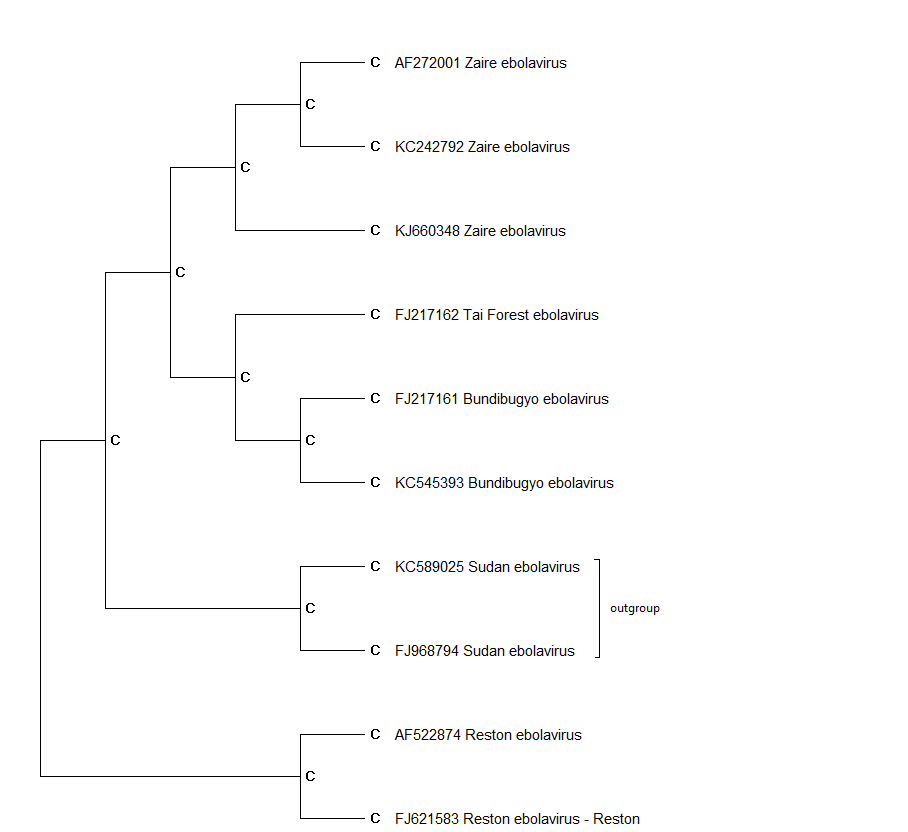 C AF272001 Zaire ebolavirus
C
C KC242792 Zaire ebolavirus
C
C KJ660348 Zaire ebolavirus
C
C FJ217162 Tai Forest ebolavirus
C
C FJ217161 Bundibugyo ebolavirus
C
C
C KC545393 Bundibugyo ebolavirus
C KC589025 Sudan ebolavirus
C
outgroup
C FJ968794 Sudan ebolavirus
C AF522874 Reston ebolavirus
C
C FJ621583 Reston ebolavirus - Reston